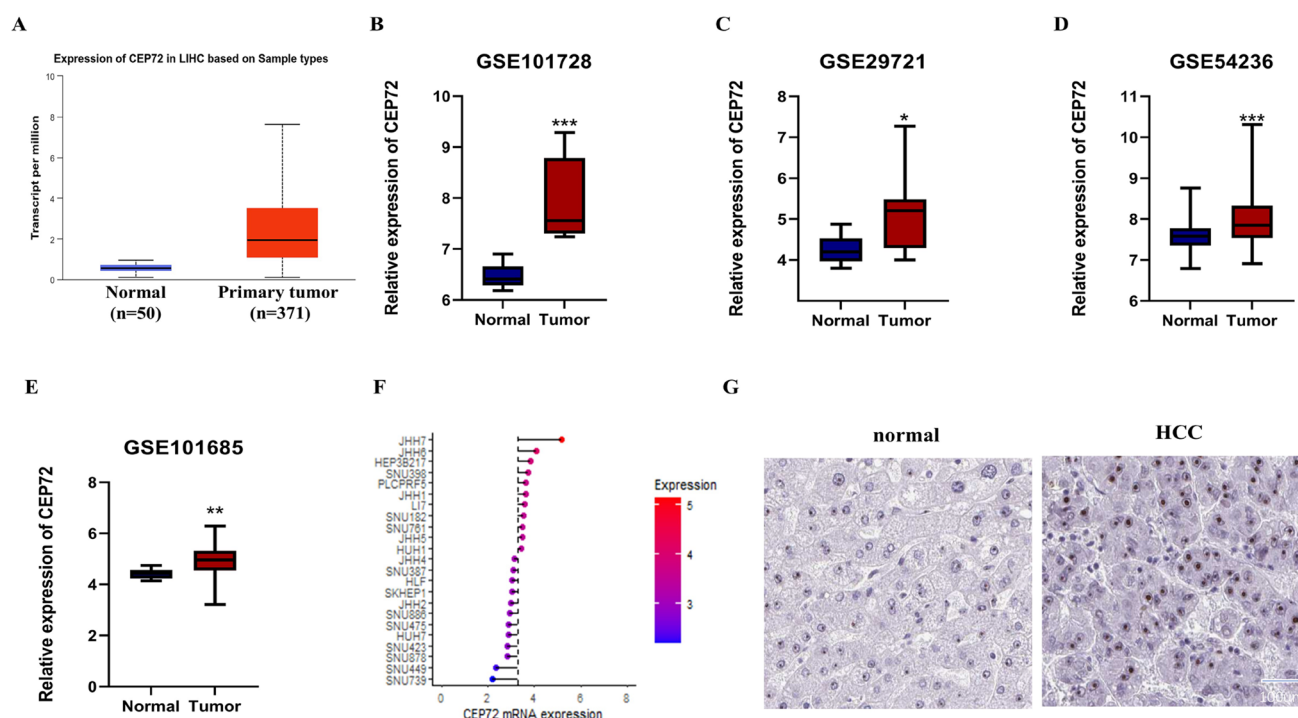 A
Expression of CEP72 in LIHC based on Sample types
Transcript per million
10
8
6
4
2
0
Normal
(n=50)
Primary tumor
(n=371)
B
GSE101728
Relative expression of CEP72
10
9
8
7
6
***
Normal Tumor
C
GSE29721
Relative expression of CEP72
8
7
6
5
4
*
Normal Tumor
D
GSE54236
Relative expression of CEP72
11
10
9
8
7
6
***
Normal Tumor
E
GSE101685
Relative expression of CEP72
8
6
4
2
0
**
Normal Tumor
F
JHH7
JHH6
HEP3B217
SNU398
PLCPRF5
JHH1
LI7
SNU182
SNU761
JHH5
HUH1
JHH4
SNU387
HLF
SKHEP1
JHH2
SNU886
SNU475
HUH7
SNU423
SNU878
SNU449
SNU739
0 2 4 6 8
CEP72 mRNA expression
Expression
5
4
3
G
normal
HCC